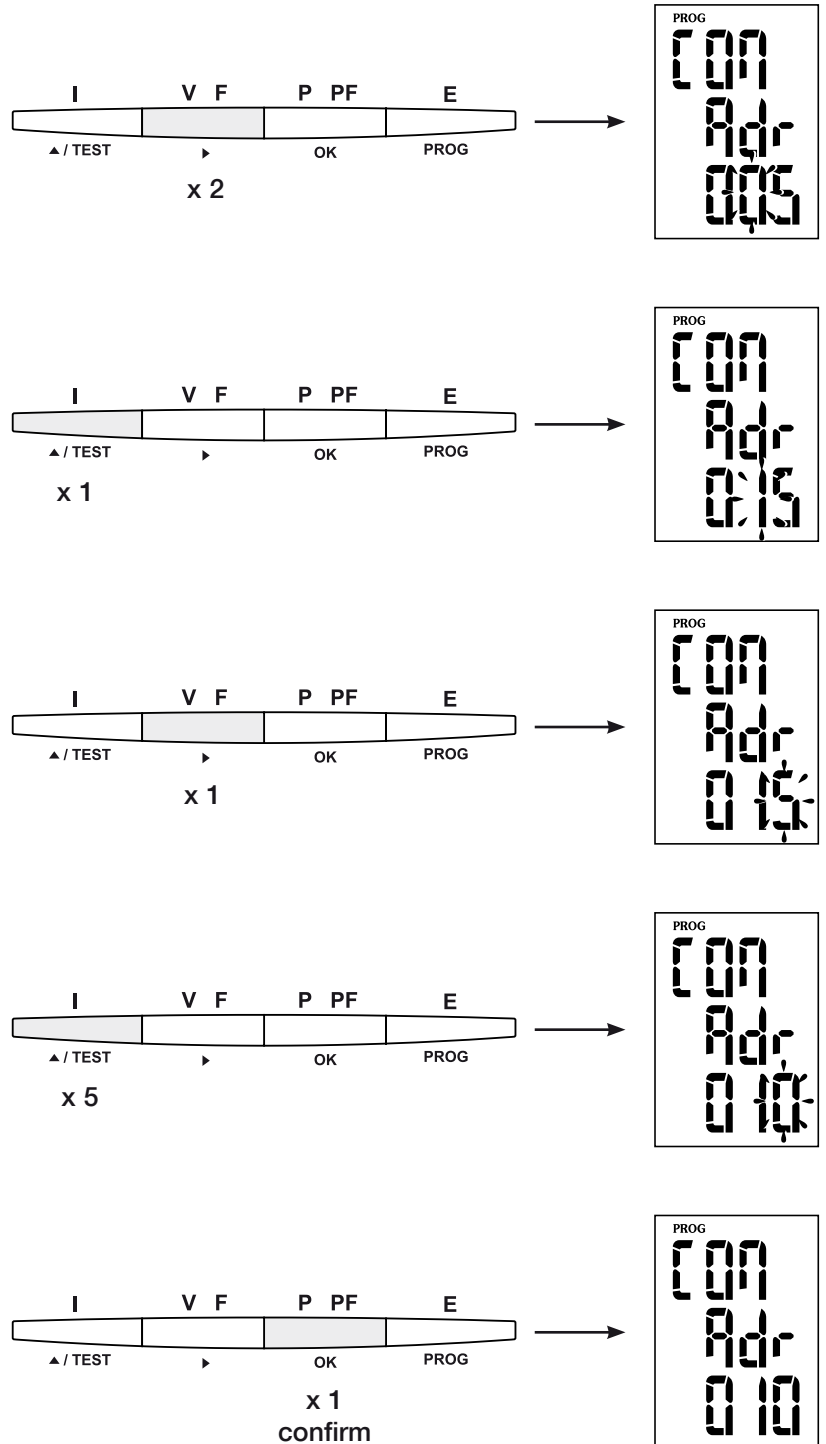 PROG
COM
Adr
005
I V F P PF E
▲ / TEST ► OK PROG
x 2
PROG
COM
Adr
015
I V F P PF E
▲ / TEST ► OK PROG
x 1
PROG
COM
Adr
015
I V F P PF E
▲ / TEST ► OK PROG
x 1
PROG
COM
Adr
010
I V F P PF E
▲ / TEST ► OK PROG
x 5
PROG
COM
Adr
010
I V F P PF E
▲ / TEST ► OK PROG
x 1
confirm